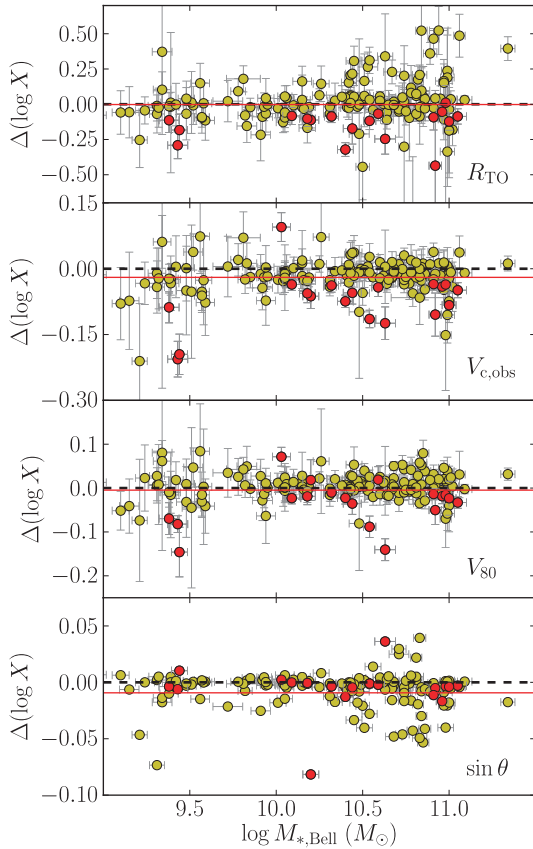 0.50
0.25
0.00
−0.25
−0.50
Δ(log X)
R_TO
0.15
0.00
−0.15
−0.30
Δ(log X)
V_c,obs
0.1
0.0
−0.1
−0.2
Δ(log X)
V_80
0.05
0.00
−0.05
−0.10
Δ(log X)
sin θ
9.5 10.0 10.5 11.0
log M_*,Bell (M_⊙)